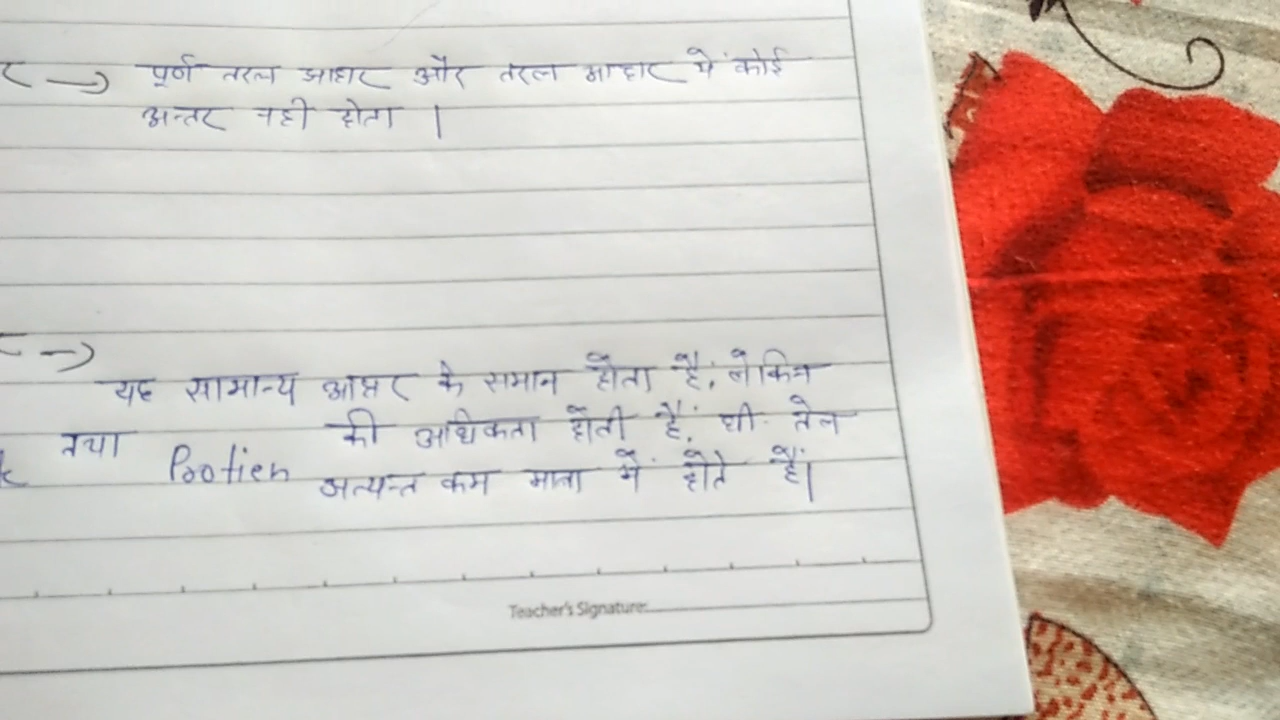 पूर्ण तरल आहार और तरल आहार मे कोई
अन्तर नही होता ।
यह सामान्य आहार के समान होता है, लेकिन
तथा Protien की अधिकता होती है, घी तेल
अत्यन्त कम मात्रा में होते हैं।
Teacher's Signature: